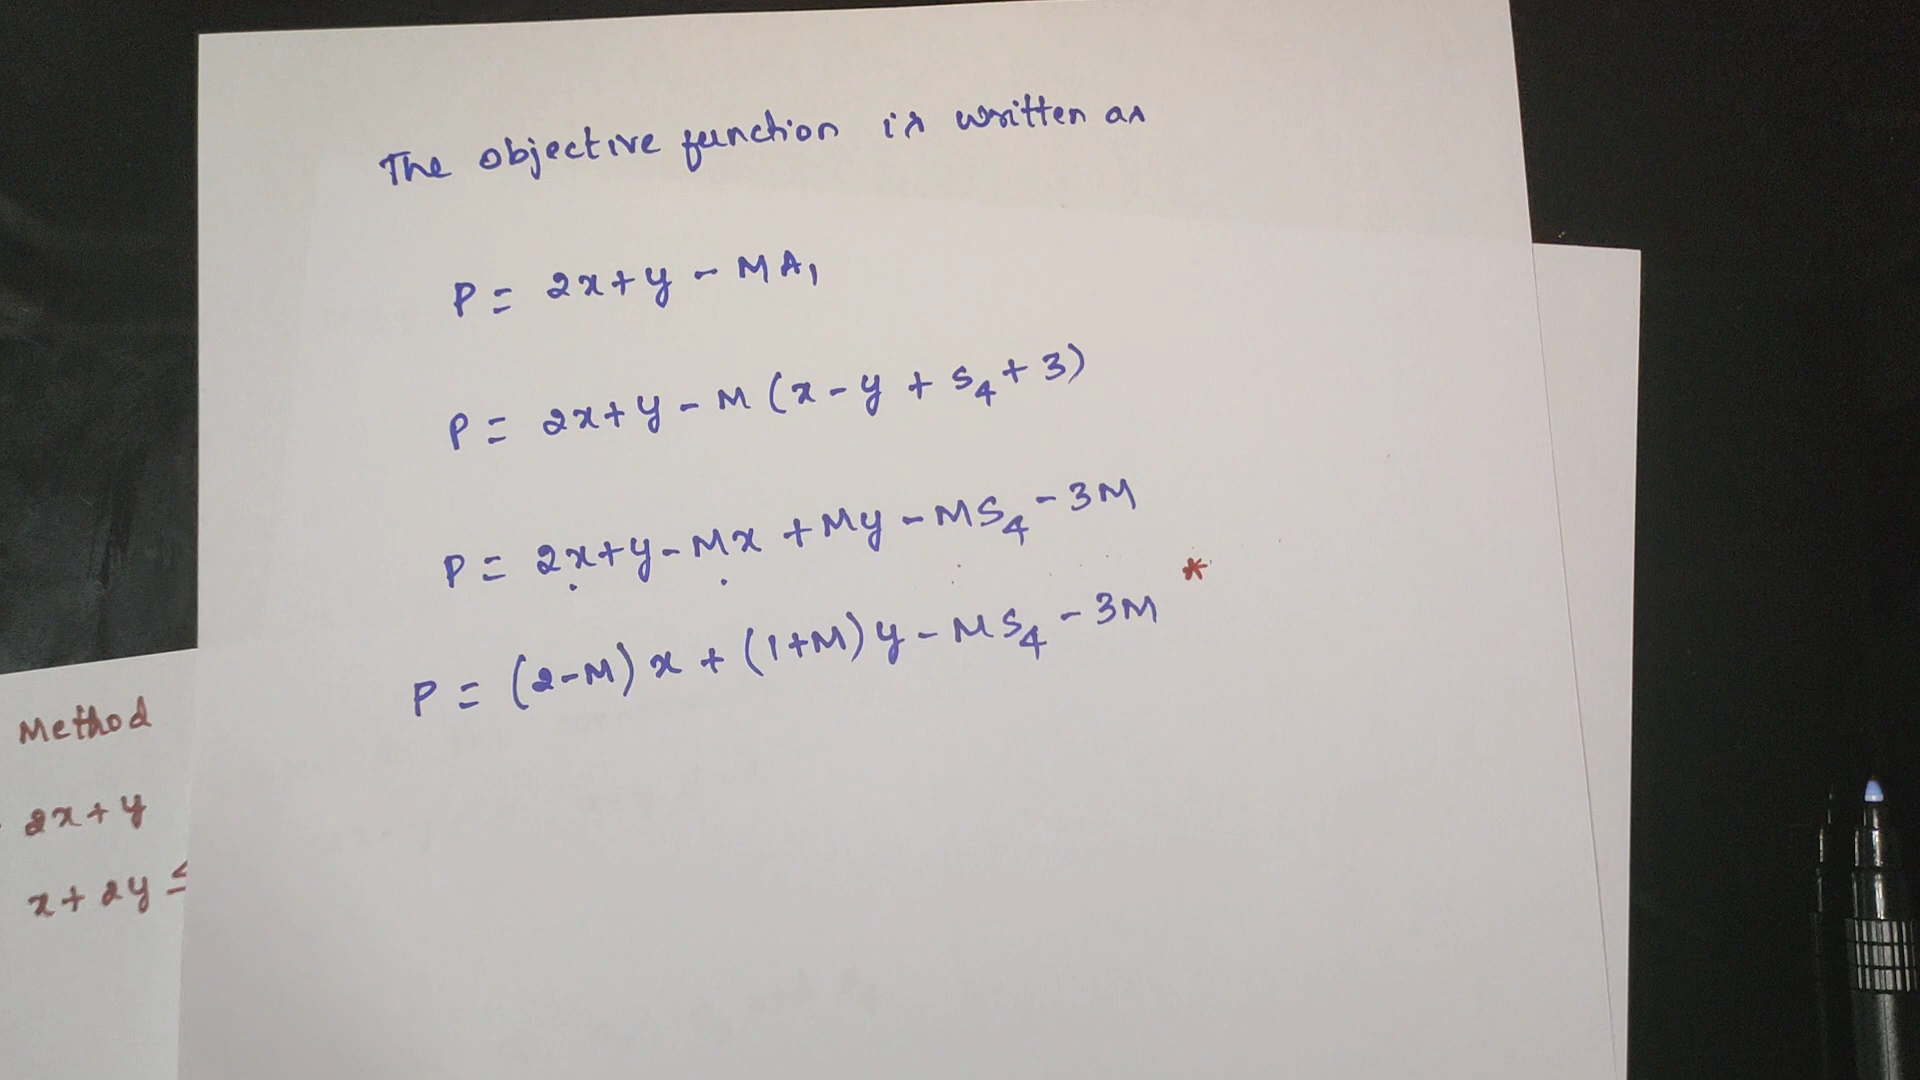 The objective function is written as
P = 2x+y - MA₁
P = 2x+y - M (x-y + S₄ + 3)
P = 2x+y-Mx +My - MS₄ - 3M
P = (2-M) x + (1+M) y - MS₄ - 3M *
Method
2x+y
x+2y ≤